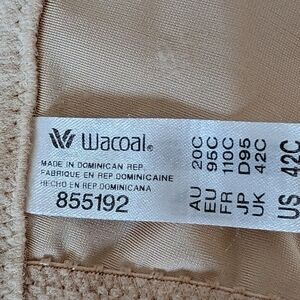 Wacoal®
MADE IN DOMINICAN REP.
FABRIQUE EN REP.DOMINICAINE
HECHO EN REP.DOMINICANA
855192
AU 20C
EU 95C
FR 110C
JP D95
UK 42C
US 42C